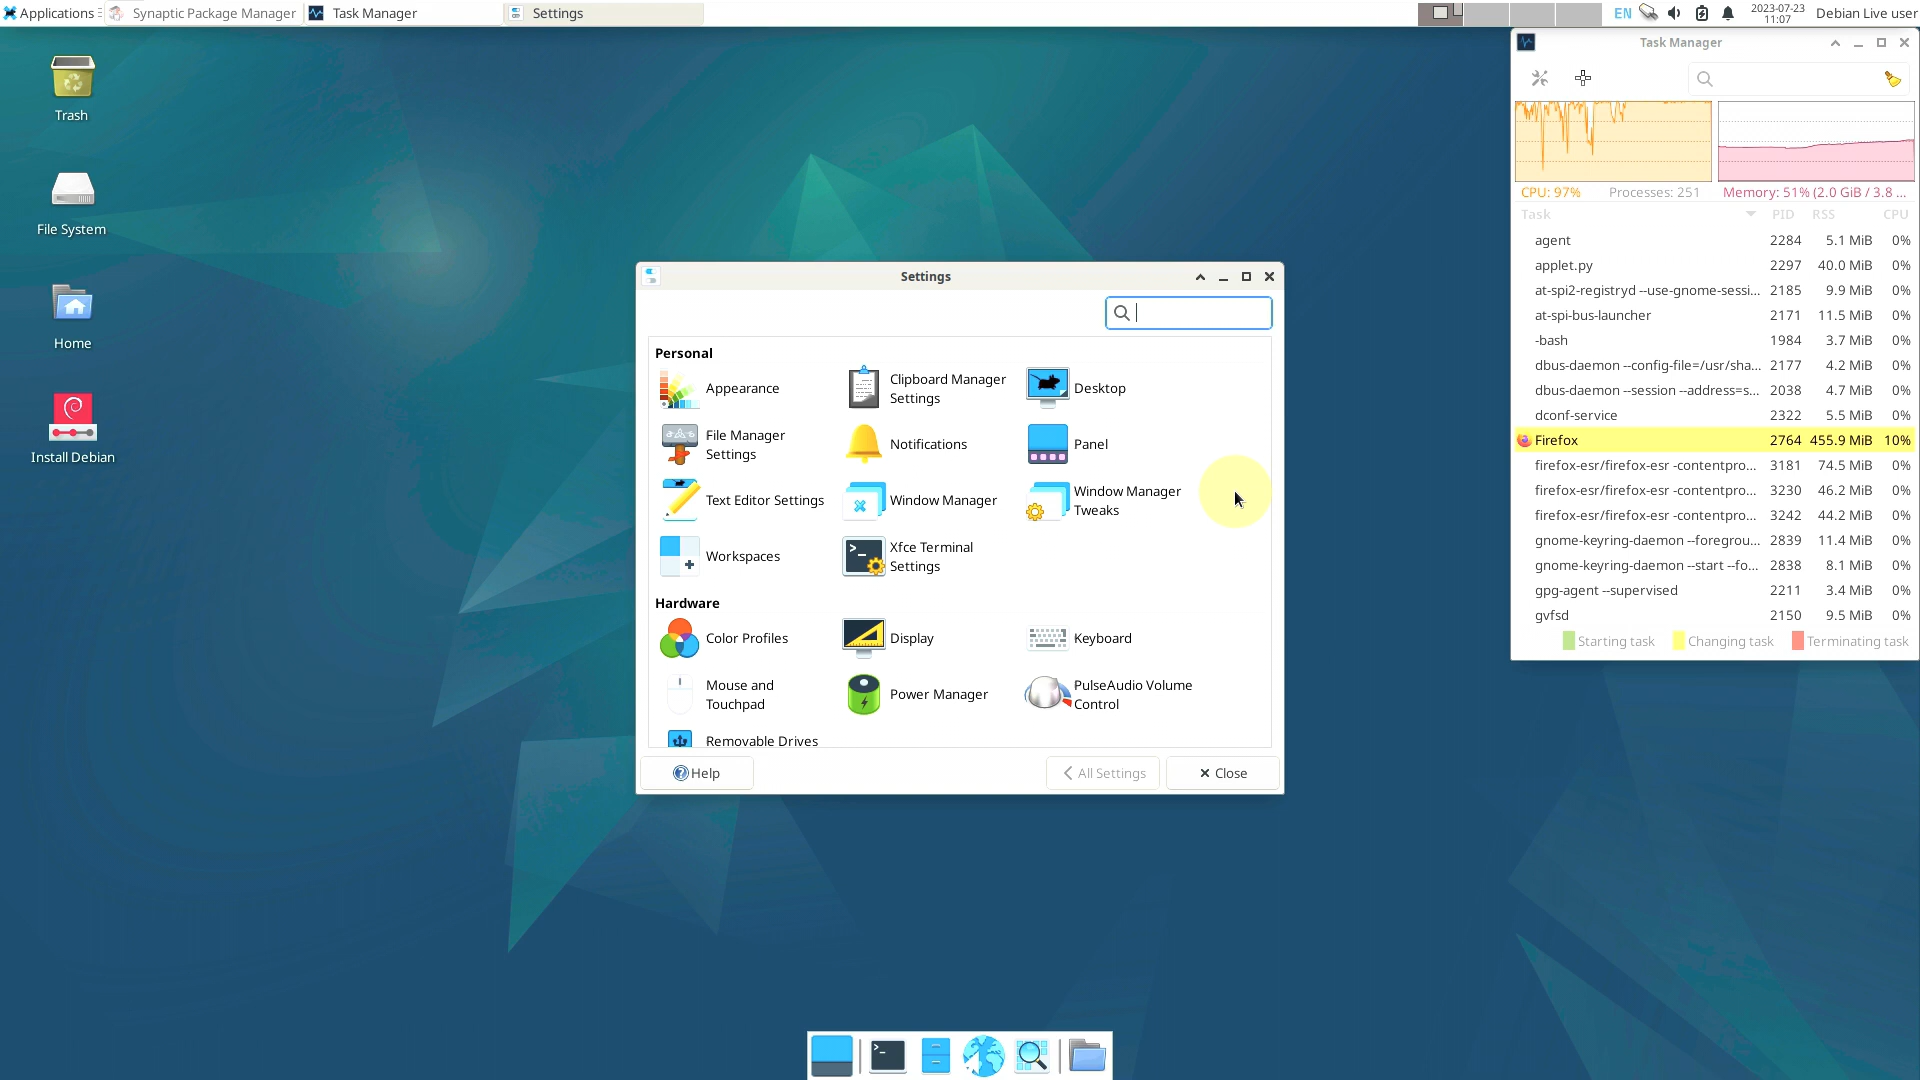 Applications
Synaptic Package Manager
Task Manager
Settings
EN
2023-07-23
11:07
Debian Live user
Trash
File System
Home
Install Debian
Settings
Personal
Appearance
Clipboard Manager
Settings
Desktop
File Manager
Settings
Notifications
Panel
Text Editor Settings
Window Manager
Window Manager
Tweaks
Workspaces
Xfce Terminal
Settings
Hardware
Color Profiles
Display
Keyboard
Mouse and
Touchpad
Power Manager
PulseAudio Volume
Control
Removable Drives
Help
All Settings
Close
Task Manager
CPU: 97%
Processes: 251
Memory: 51% (2.0 GiB / 3.8 ...
Task PID RSS CPU
agent 2284 5.1 MiB 0%
applet.py 2297 40.0 MiB 0%
at-spi2-registryd --use-gnome-sessi... 2185 9.9 MiB 0%
at-spi-bus-launcher 2171 11.5 MiB 0%
-bash 1984 3.7 MiB 0%
dbus-daemon --config-file=/usr/sha... 2177 4.2 MiB 0%
dbus-daemon --session --address=s... 2038 4.7 MiB 0%
dconf-service 2322 5.5 MiB 0%
Firefox 2764 455.9 MiB 10%
firefox-esr/firefox-esr -contentpro... 3181 74.5 MiB 0%
firefox-esr/firefox-esr -contentpro... 3230 46.2 MiB 0%
firefox-esr/firefox-esr -contentpro... 3242 44.2 MiB 0%
gnome-keyring-daemon --foregrou... 2839 11.4 MiB 0%
gnome-keyring-daemon --start --fo... 2838 8.1 MiB 0%
gpg-agent --supervised 2211 3.4 MiB 0%
gvfsd 2150 9.5 MiB 0%
Starting task
Changing task
Terminating task